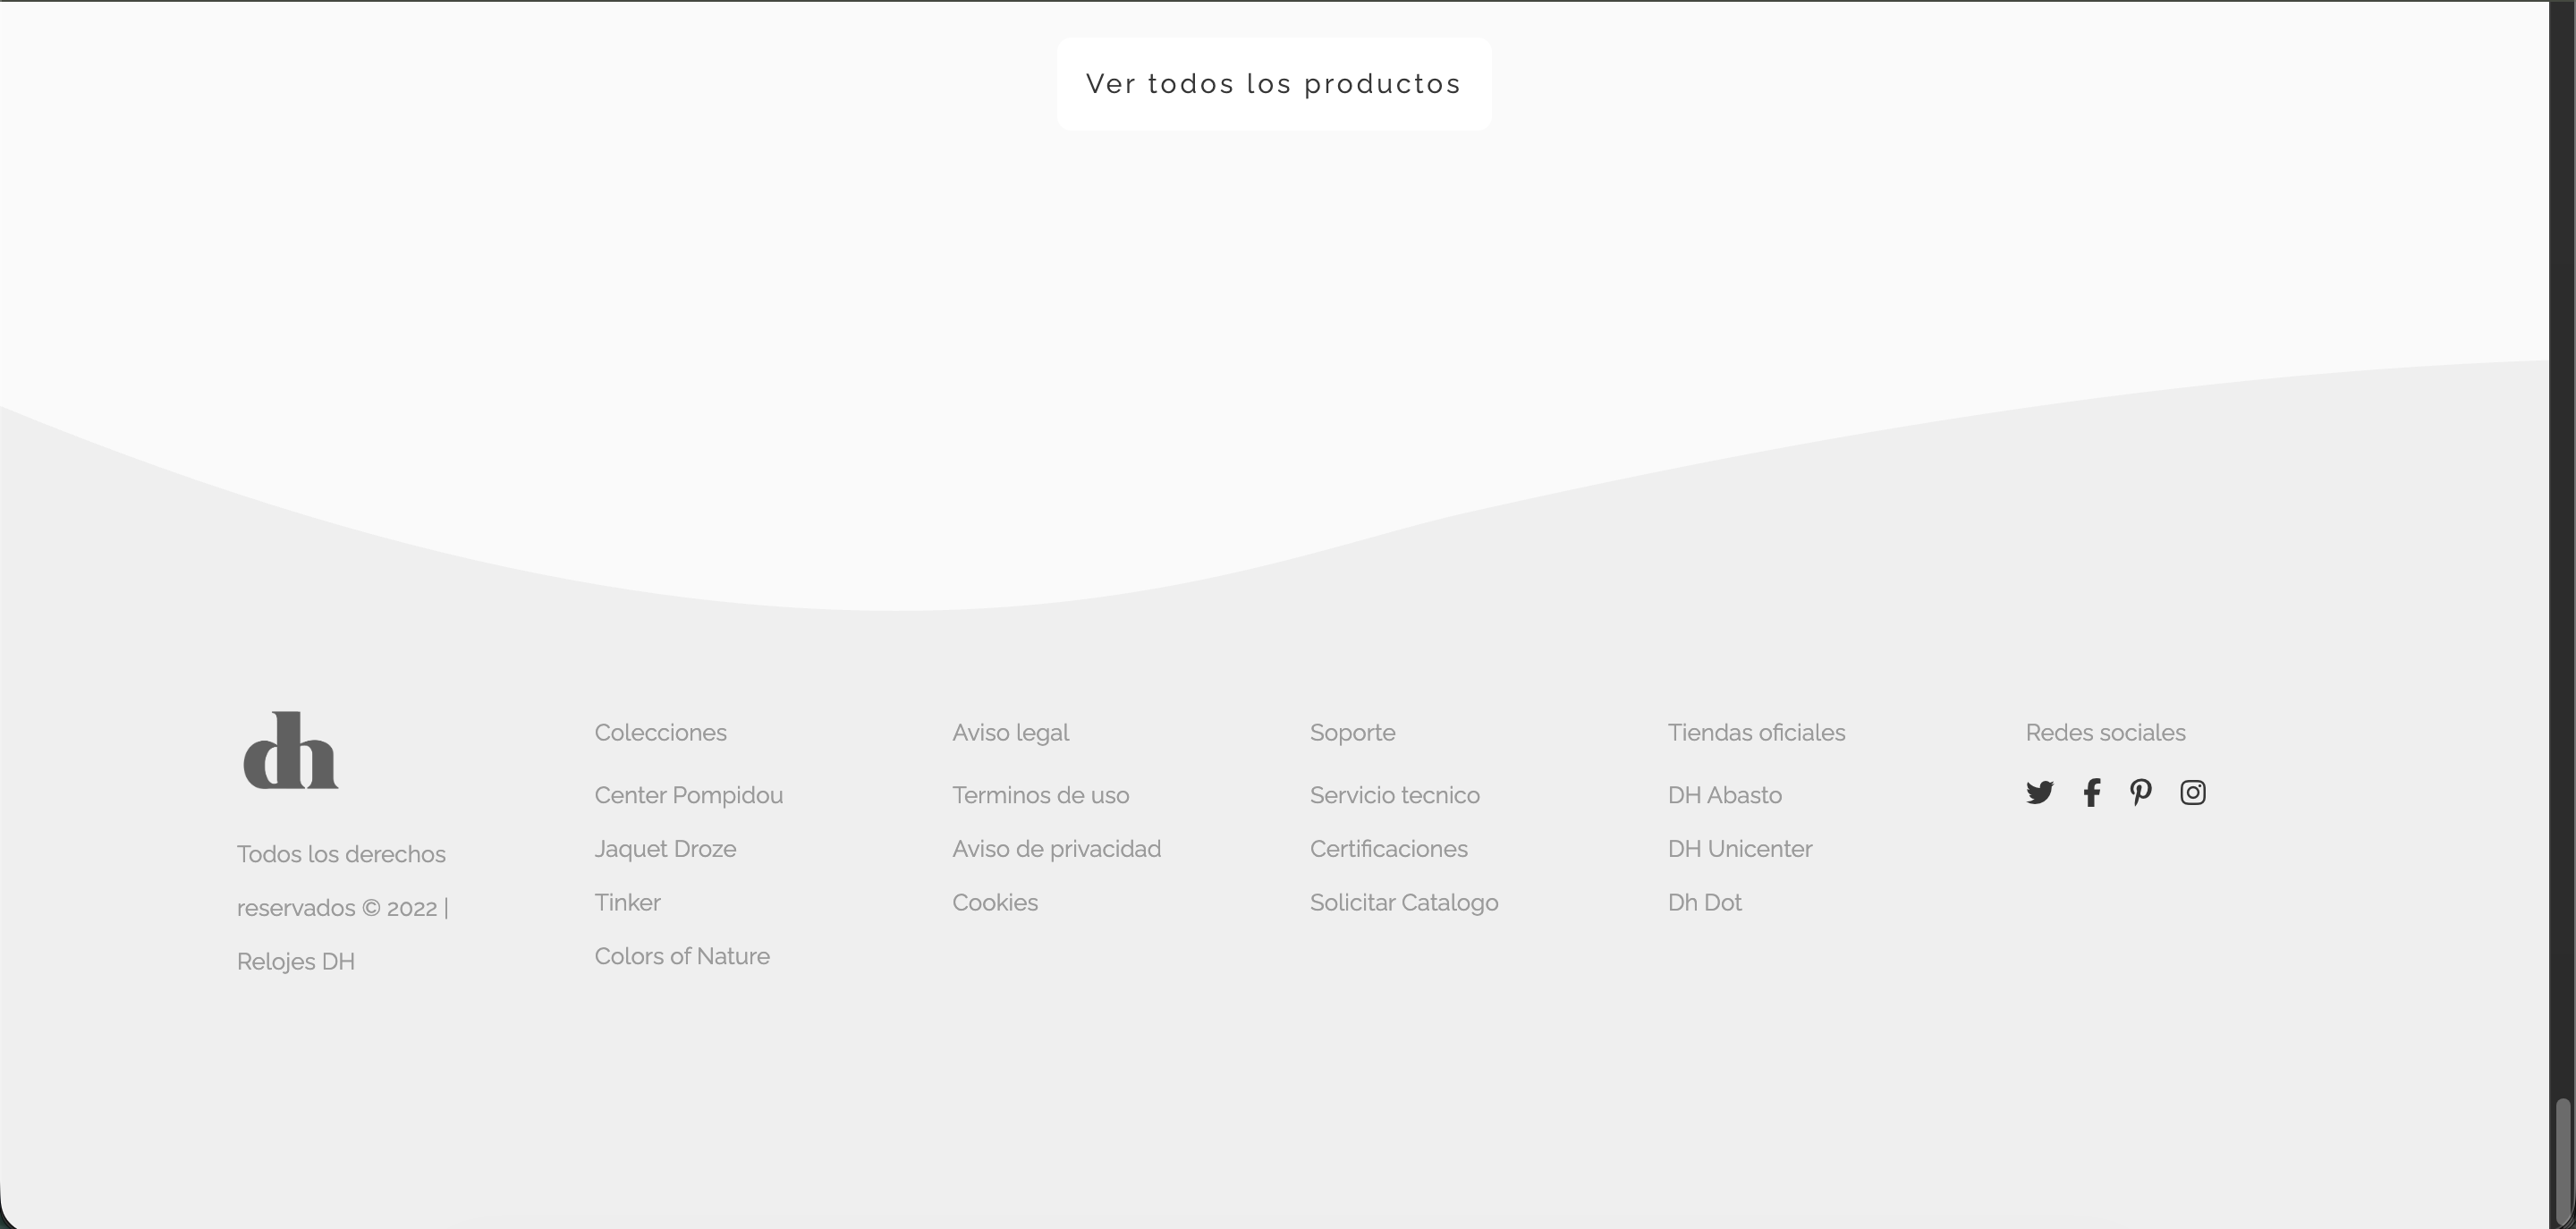 Ver todos los productos
dh
Todos los derechos
reservados © 2022 |
Relojes DH
Colecciones
Center Pompidou
Jaquet Droze
Tinker
Colors of Nature
Aviso legal
Terminos de uso
Aviso de privacidad
Cookies
Soporte
Servicio tecnico
Certificaciones
Solicitar Catalogo
Tiendas oficiales
DH Abasto
DH Unicenter
Dh Dot
Redes sociales